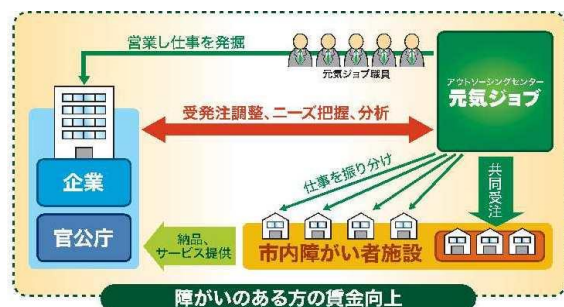 営業し仕事を発掘
元気ジョブ職員
アウトソーシングセンター
元気ジョブ
受発注調整、ニーズ把握、分析
企業
官公庁
仕事を振り分け
共同受注
納品、
サービス提供
市内障がい者施設
障がいのある方の賃金向上